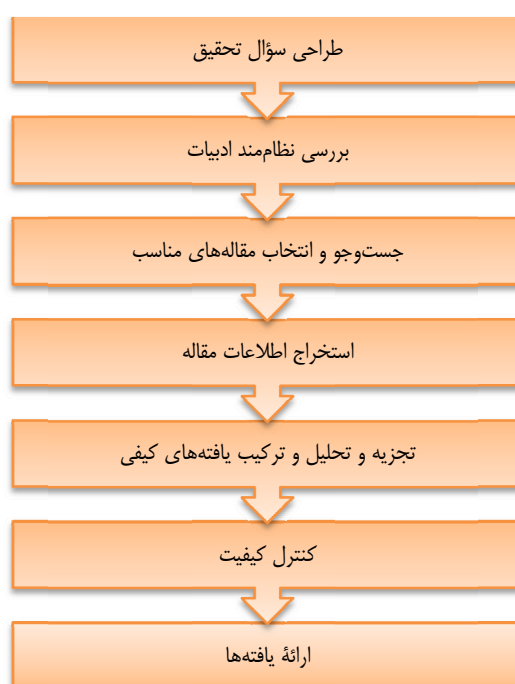 طراحی سؤال تحقیق
بررسی نظام‌مند ادبیات
جست‌وجو و انتخاب مقاله‌های مناسب
استخراج اطلاعات مقاله
تجزیه و تحلیل و ترکیب یافته‌های کیفی
کنترل کیفیت
ارائۀ یافته‌ها